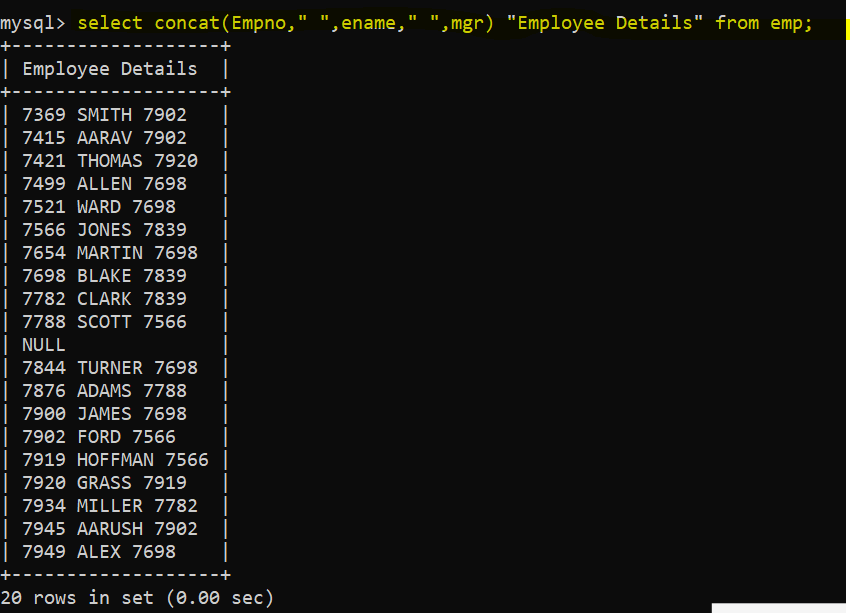 mysql> select concat(Empno," ",ename," ",mgr) "Employee Details" from emp;
+-------------------+
| Employee Details  |
+-------------------+
| 7369 SMITH 7902   |
| 7415 AARAV 7902   |
| 7421 THOMAS 7920  |
| 7499 ALLEN 7698   |
| 7521 WARD 7698    |
| 7566 JONES 7839   |
| 7654 MARTIN 7698  |
| 7698 BLAKE 7839   |
| 7782 CLARK 7839   |
| 7788 SCOTT 7566   |
| NULL              |
| 7844 TURNER 7698  |
| 7876 ADAMS 7788   |
| 7900 JAMES 7698   |
| 7902 FORD 7566    |
| 7919 HOFFMAN 7566 |
| 7920 GRASS 7919   |
| 7934 MILLER 7782  |
| 7945 AARUSH 7902  |
| 7949 ALEX 7698    |
+-------------------+
20 rows in set (0.00 sec)